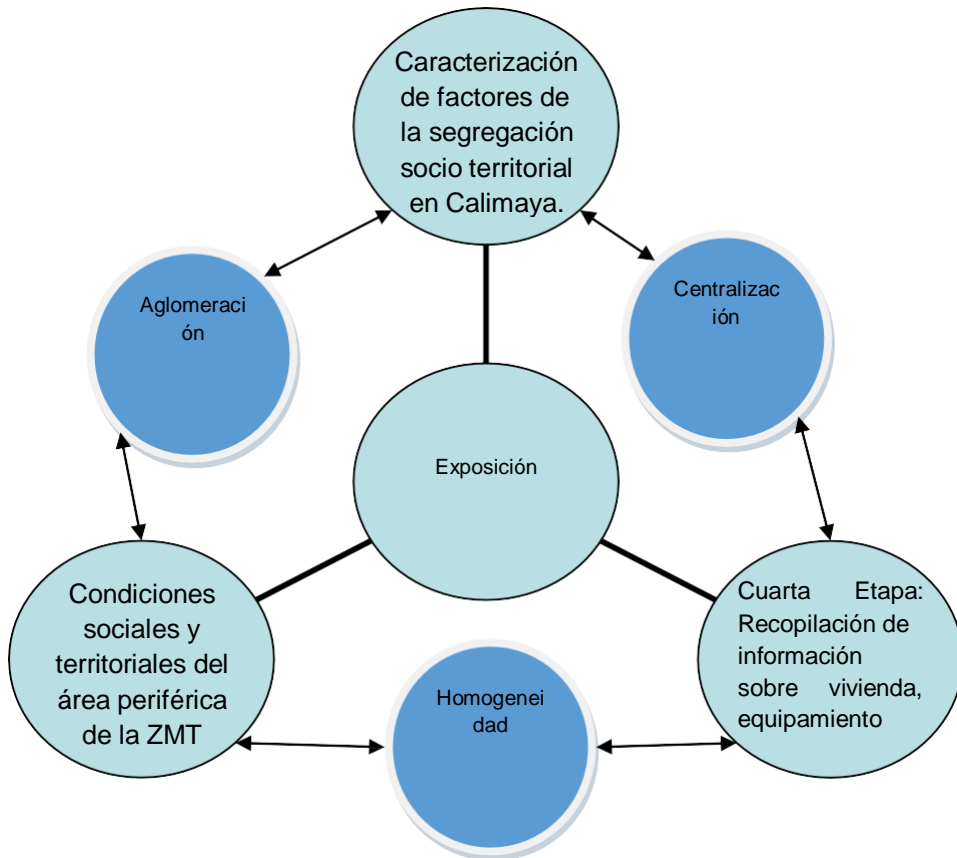 Caracterización
de factores de
la segregación
socio territorial
en Calimaya.
Aglomeraci
ón
Centralizac
ión
Exposición
Condiciones
sociales y
territoriales del
área periférica
de la ZMT
Cuarta Etapa:
Recopilación de
información
sobre vivienda,
equipamiento
Homogenei
dad